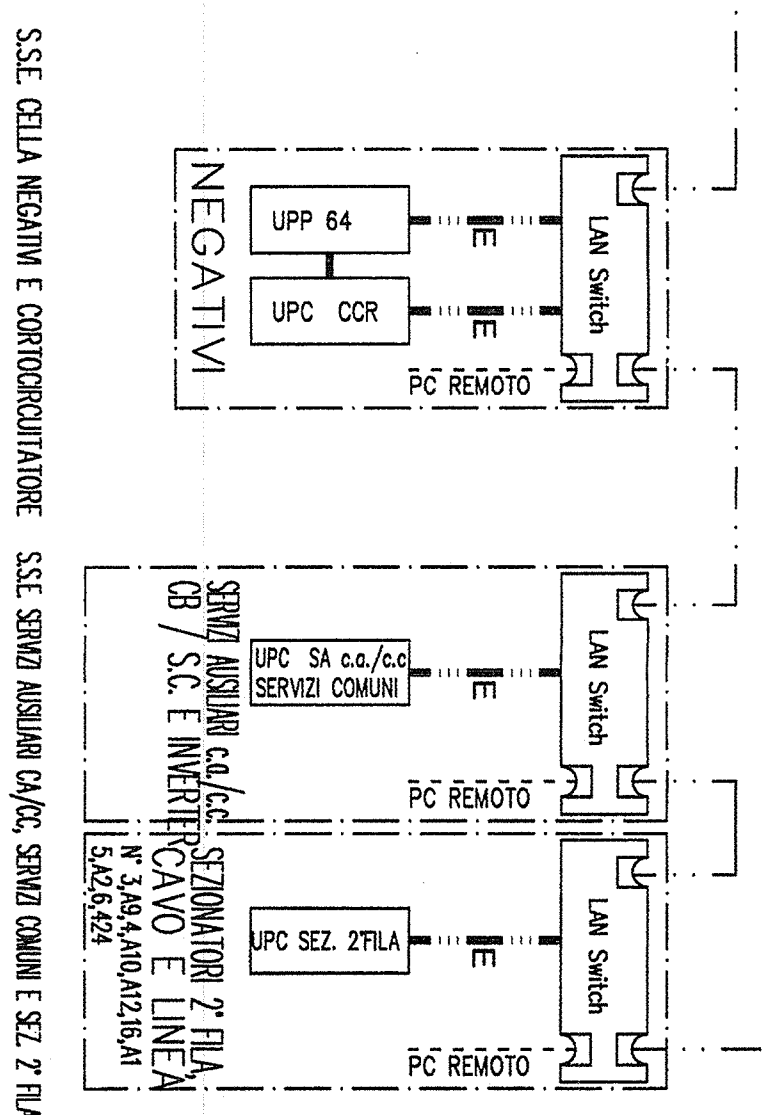 S.S.E. CELLA NEGATIVI E CORTOCIRCUITATORE
S.S.E SERVIZI AUSILIARI CA/CC, SERVIZI COMUNI E SEZ. 2° FILA
NEGATIVI
UPP 64
UPC CCR
E
E
LAN Switch
PC REMOTO
SERVIZI AUSILIARI c.a./c.c.
CB / S.C. E INVERTER
UPC SA c.a./c.c
SERVIZI COMUNI
E
LAN Switch
PC REMOTO
SEZIONATORI 2° FILA,
CAVO E LINEA
N° 3,A9,4,A10,A12,16,A1
5,A2,6,424
UPC SEZ. 2°FILA
E
LAN Switch
PC REMOTO